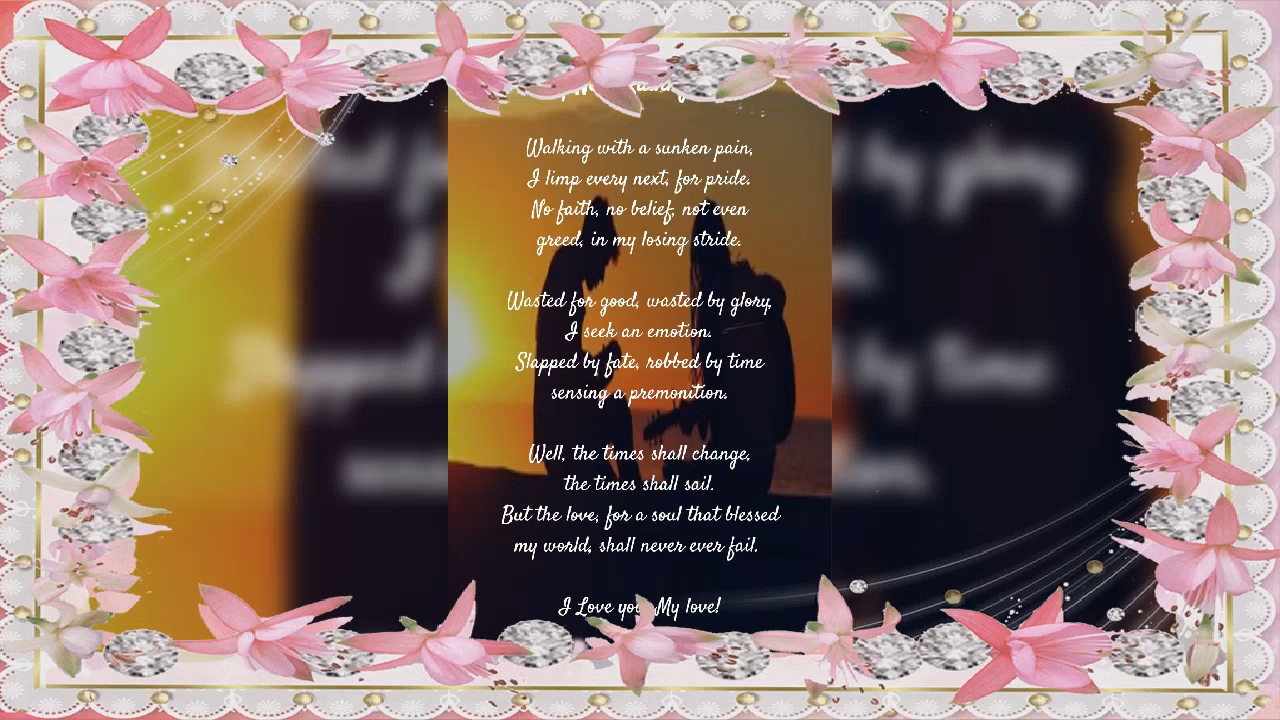 Walking with a sunken pain,
I limp every next, for pride.
No faith, no belief, not even
greed, in my losing stride.
Wasted for good, wasted by glory,
I seek an emotion.
Slapped by fate, robbed by time
sensing a premonition.
Well, the times shall change,
the times shall sail.
But the love, for a soul that blessed
my world, shall never ever fail.
I Love you My love!